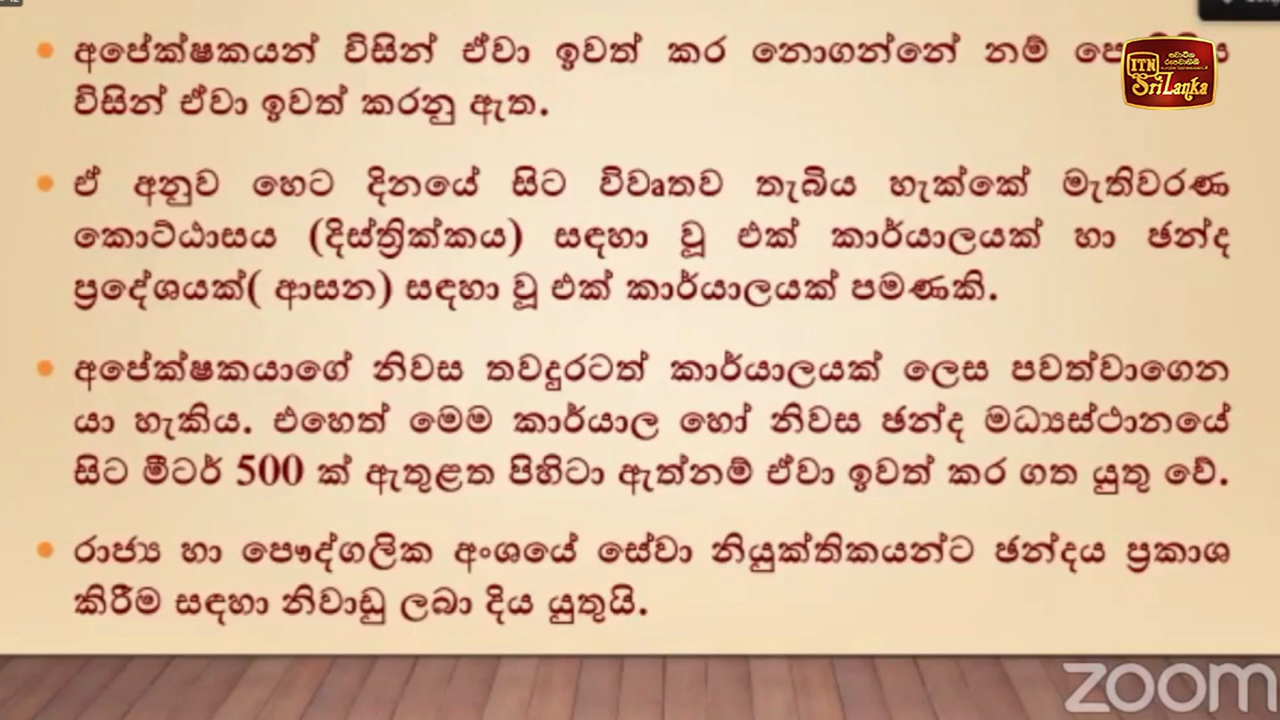 • අපේක්ෂකයන් විසින් ඒවා ඉවත් කර නොගන්නේ නම්
විසින් ඒවා ඉවත් කරනු ඇත.
• ඒ අනුව හෙට දිනයේ සිට විවෘතව තැබිය හැක්කේ මැතිවරණ
කොට්ඨාසය (දිස්ත්‍රික්කය) සඳහා වූ එක් කාර්යාලයක් හා ඡන්ද
ප්‍රදේශයක්( ආසන) සඳහා වූ එක් කාර්යාලයක් පමණකි.
• අපේක්ෂකයාගේ නිවස තවදුරටත් කාර්යාලයක් ලෙස පවත්වාගෙන
යා හැකිය. එහෙත් මෙම කාර්යාල හෝ නිවස ඡන්ද මධ්‍යස්ථානයේ
සිට මීටර් 500 ක් ඇතුළත පිහිටා ඇත්නම් ඒවා ඉවත් කර ගත යුතු වේ.
• රාජ්‍ය හා පෞද්ගලික අංශයේ සේවා නියුක්තිකයන්ට ඡන්දය ප්‍රකාශ
කිරීම සඳහා නිවාඩු ලබා දිය යුතුයි.
ITN
Sri Lanka
zoom